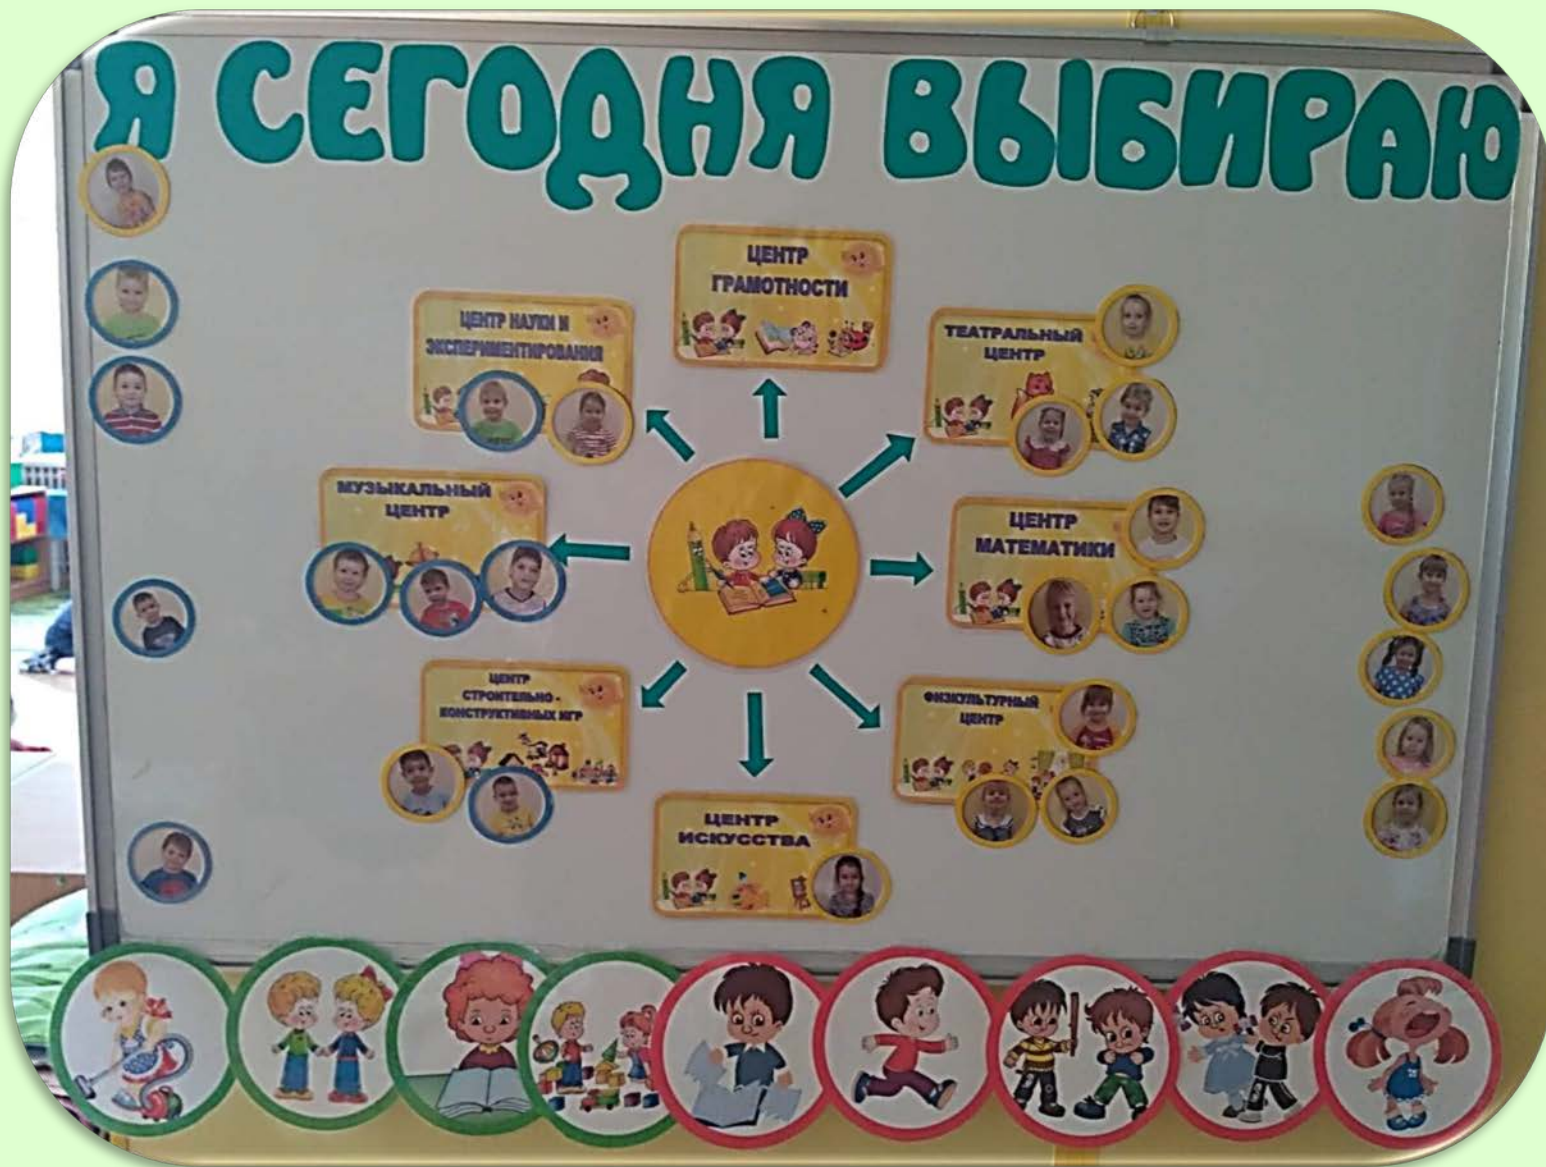 Я СЕГОДНЯ ВЫБИРАЮ
ЦЕНТР
ГРАМОТНОСТИ
ЦЕНТР НАУКИ И
ЭКСПЕРИМЕНТИРОВАНИЯ
ТЕАТРАЛЬНЫЙ
ЦЕНТР
МУЗЫКАЛЬНЫЙ
ЦЕНТР
ЦЕНТР
МАТЕМАТИКИ
ЦЕНТР
СТРОИТЕЛЬНО -
КОНСТРУКТИВНЫХ ИГР
ФИЗКУЛЬТУРНЫЙ
ЦЕНТР
ЦЕНТР
ИСКУССТВА